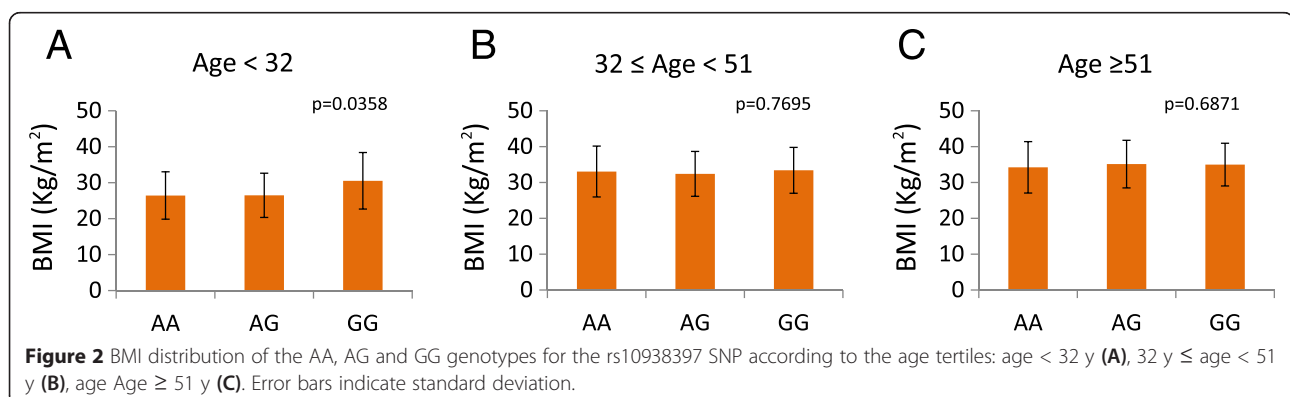 A
B
C
Age < 32
32 ≤ Age < 51
Age ≥51
p=0.0358
p=0.7695
p=0.6871
BMI (Kg/m²)
50
40
30
20
10
0
AA AG GG
BMI (Kg/m²)
50
40
30
20
10
0
AA AG GG
BMI (Kg/m²)
50
40
30
20
10
0
AA AG GG
Figure 2 BMI distribution of the AA, AG and GG genotypes for the rs10938397 SNP according to the age tertiles: age < 32 y (A), 32 y ≤ age < 51
y (B), age Age ≥ 51 y (C). Error bars indicate standard deviation.